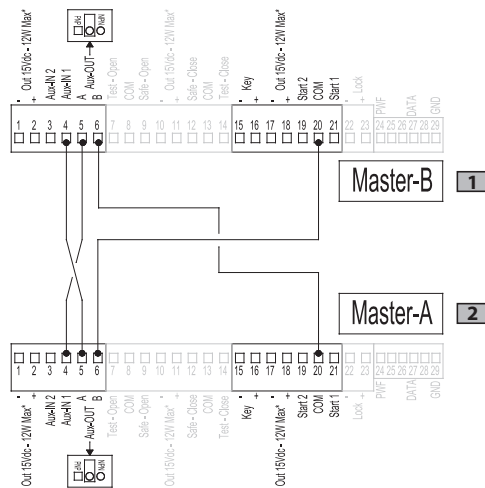 PNP
NPN
-
Out 15Vdc - 12W Max*
+
Aux-IN 2
Aux-IN 1
A
Aux-OUT
B
Test - Open
COM
Safe - Open
-
Out 15Vdc - 12W Max*
+
Safe - Close
COM
Test - Close
-
Key
+
-
Out 15Vdc - 12W Max*
+
Start 2
COM
Start 1
-
Lock
+
PWF
DATA
GND
1 2 3 4 5 6 7 8 9 10 11 12 13 14 15 16 17 18 19 20 21 22 23 24 25 26 27 28 29
Master-B
1
Master-A
2
1 2 3 4 5 6 7 8 9 10 11 12 13 14 15 16 17 18 19 20 21 22 23 24 25 26 27 28 29
-
Out 15Vdc - 12W Max*
+
Aux-IN 2
Aux-IN 1
A
Aux-OUT
B
Test - Open
COM
Safe - Open
-
Out 15Vdc - 12W Max*
+
Safe - Close
COM
Test - Close
-
Key
+
-
Out 15Vdc - 12W Max*
+
Start 2
COM
Start 1
-
Lock
+
PWF
DATA
GND
PNP
NPN